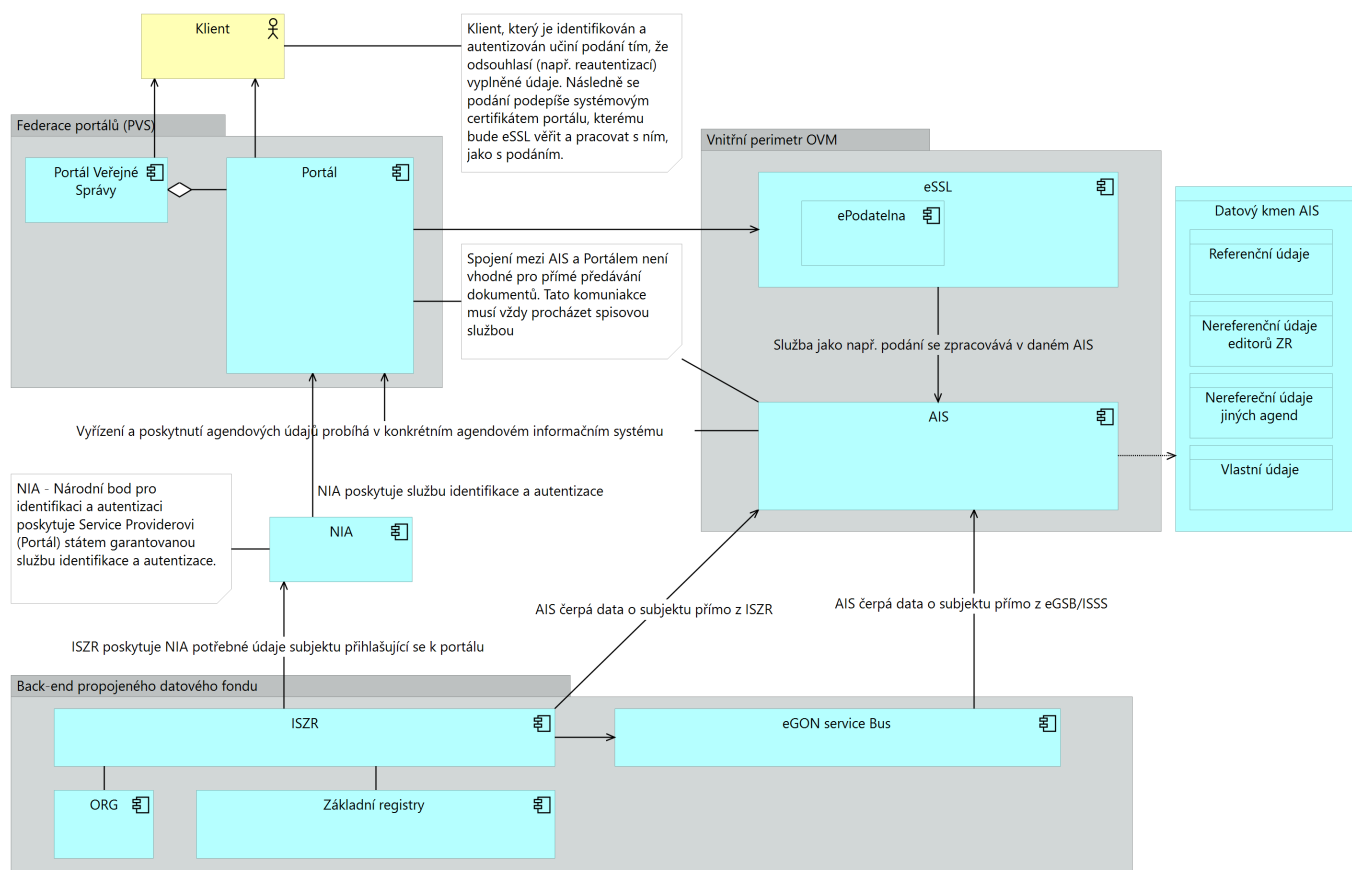 Klient
Klient, který je identifikován a
autentizován učiní podání tím, že
odsouhlasí (např. reautentizací)
vyplněné údaje. Následně se
podání podepíše systémovým
certifikátem portálu, kterému
bude eSSL věřit a pracovat s ním,
jako s podáním.
Federace portálů (PVS)
Portál Veřejné
Správy
Portál
Vnitřní perimetr OVM
eSSL
ePodatelna
Datový kmen AIS
Referenční údaje
Nereferenční údaje
editorů ZR
Nerefereční údaje
jiných agend
Vlastní údaje
Spojení mezi AIS a Portálem není
vhodné pro přímé předávání
dokumentů. Tato komuniakce
musí vždy procházet spisovou
službou
Služba jako např. podání se zpracovává v daném AIS
AIS
Vyřízení a poskytnutí agendových údajů probíhá v konkrétním agendovém informačním systému
NIA - Národní bod pro
identifikaci a autentizaci
poskytuje Service Providerovi
(Portál) státem garantovanou
službu identifikace a autentizace.
NIA poskytuje službu identifikace a autentizace
NIA
AIS čerpá data o subjektu přímo z ISZR
AIS čerpá data o subjektu přímo z eGSB/ISSS
ISZR poskytuje NIA potřebné údaje subjektu přihlašující se k portálu
Back-end propojeného datového fondu
ISZR
eGON service Bus
ORG
Základní registry